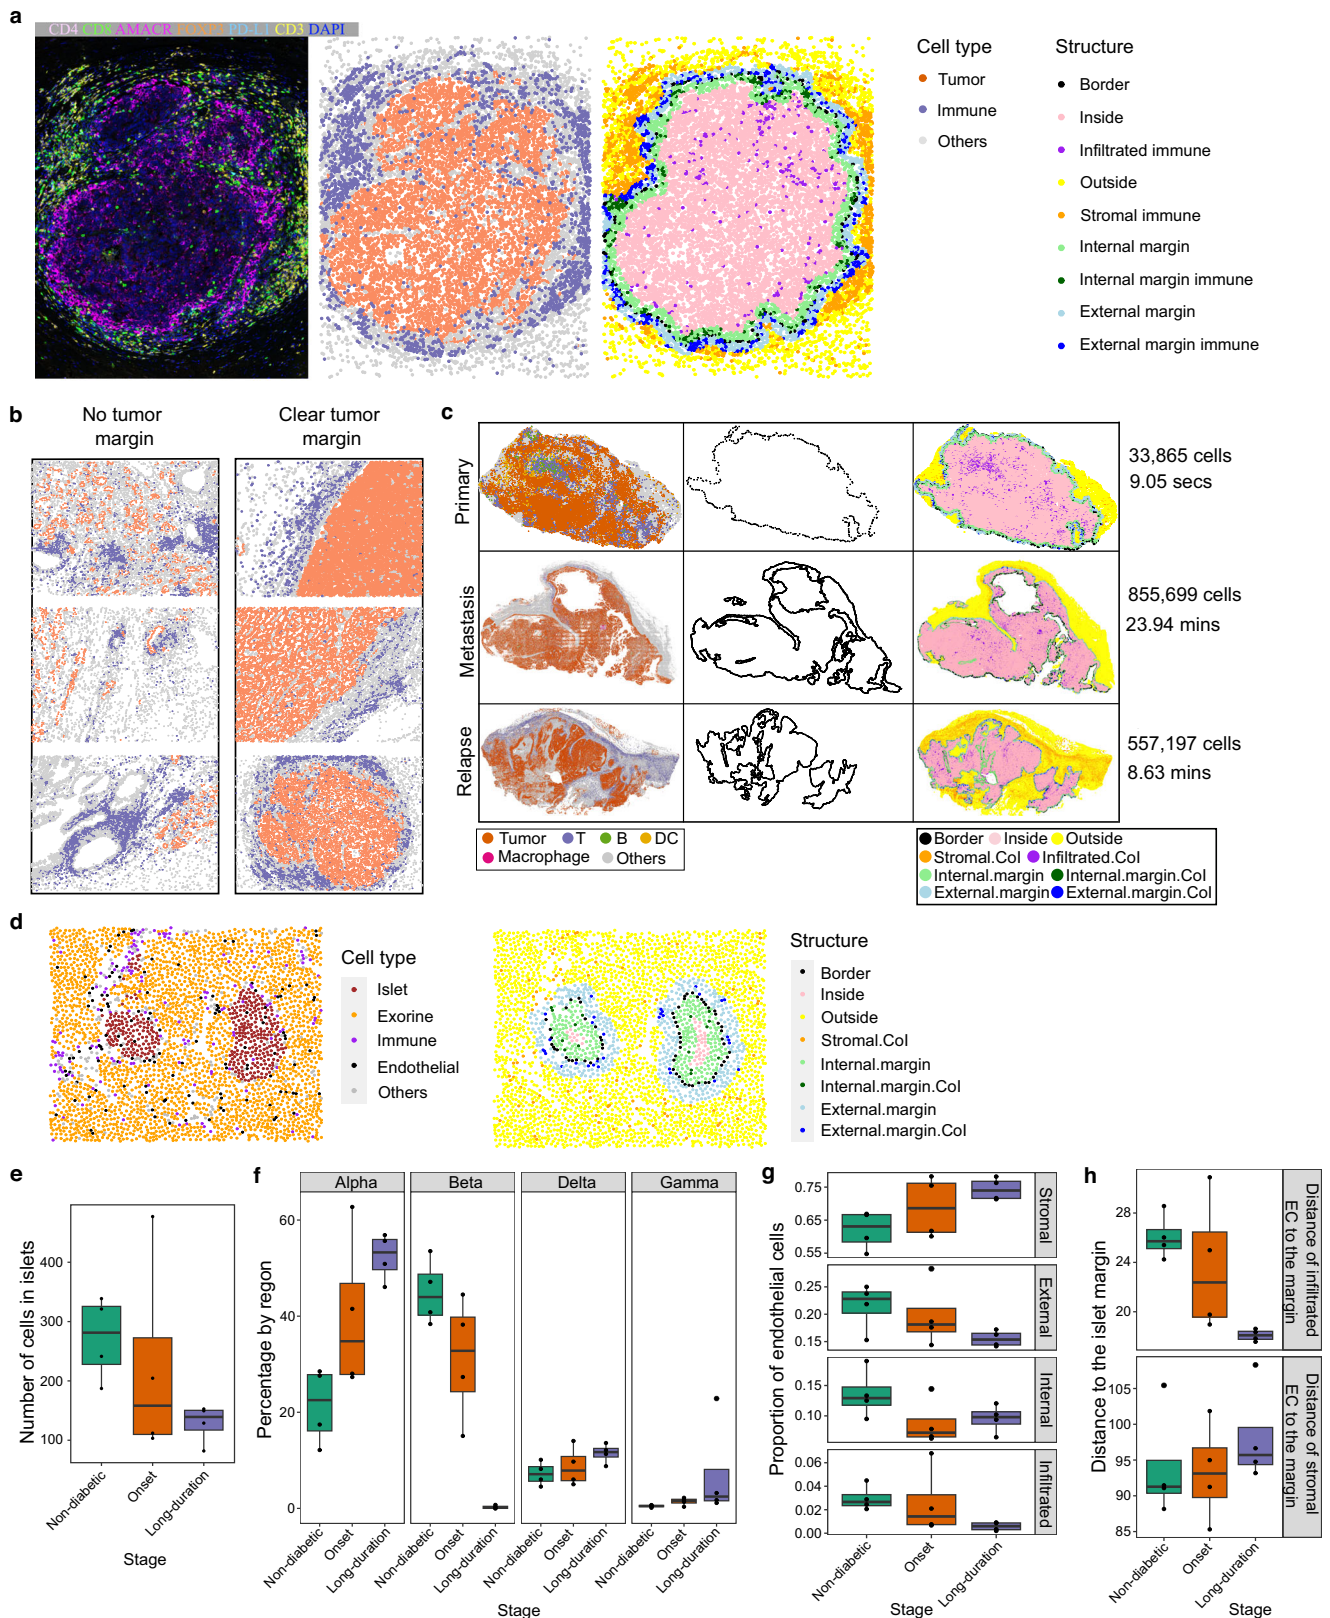 a
CD4 CD8 AMACR FOXP3 PD-L1 CD3 DAPI
Cell type
Tumor
Immune
Others
Structure
Border
Inside
Infiltrated immune
Outside
Stromal immune
Internal margin
Internal margin immune
External margin
External margin immune
b
No tumor
margin
Clear tumor
margin
c
Primary
33,865 cells
9.05 secs
Metastasis
855,699 cells
23.94 mins
Relapse
557,197 cells
8.63 mins
Tumor T B DC
Macrophage Others
Border Inside Outside
Stromal.CoI Infiltrated.CoI
Internal.margin Internal.margin.CoI
External.margin External.margin.CoI
d
Cell type
Islet
Exorine
Immune
Endothelial
Others
Structure
Border
Inside
Outside
Stromal.CoI
Internal.margin
Internal.margin.CoI
External.margin
External.margin.CoI
e
Number of cells in islets
400
300
200
100
Non-diabetic
Onset
Long-duration
Stage
f
Alpha Beta Delta Gamma
Percentage by regon
60
40
20
0
Non-diabetic
Onset
Long-duration
Non-diabetic
Onset
Long-duration
Non-diabetic
Onset
Long-duration
Non-diabetic
Onset
Long-duration
Stage
g
Proportion of endothelial cells
0.75
0.65
0.55
Stromal
0.25
0.20
0.15
External
0.15
0.10
Internal
0.06
0.04
0.02
0.00
Infiltrated
Non-diabetic
Onset
Long-duration
Stage
h
Distance to the islet margin
28
24
20
Distance of infiltrated
EC to the margin
105
100
95
90
85
Distance of stromal
EC to the margin
Non-diabetic
Onset
Long-duration
Stage